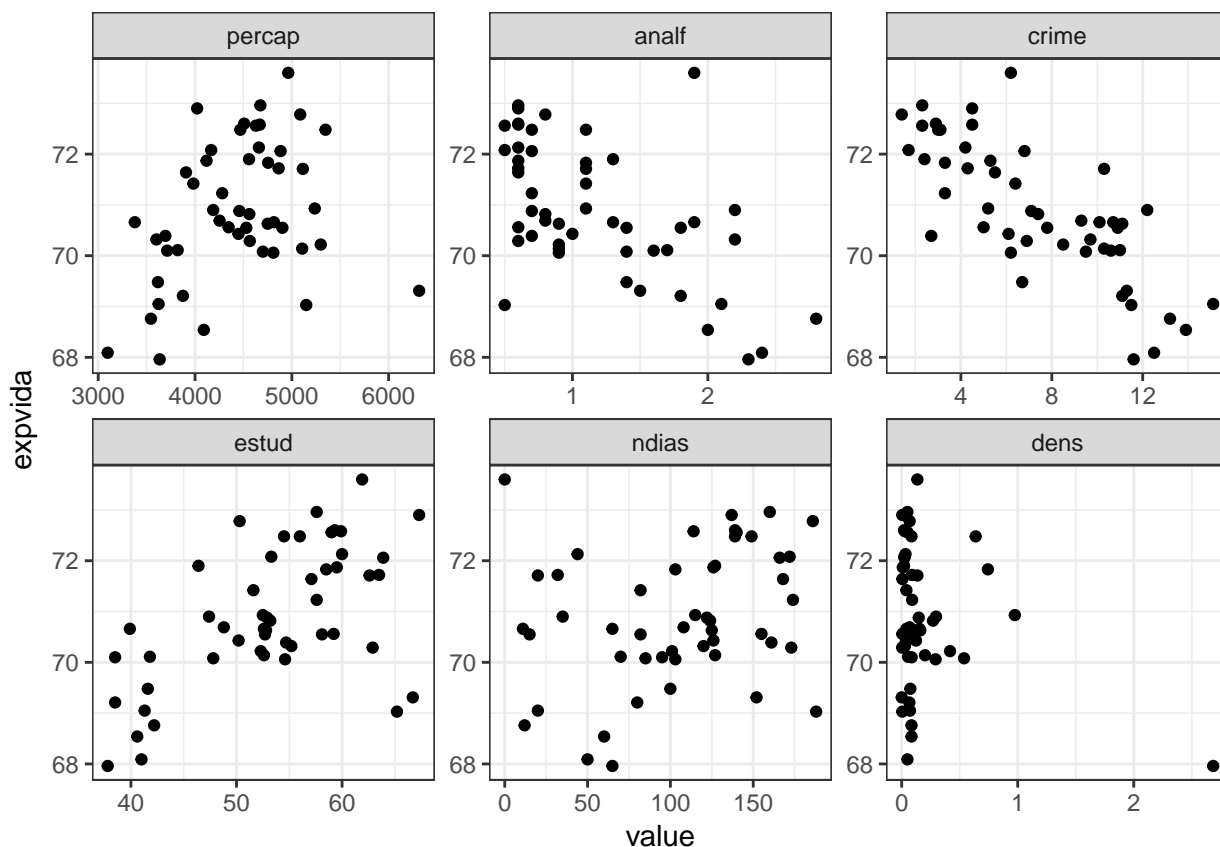 percap analf crime
72
70
68
3000 4000 5000 6000 1 2 4 8 12
estud ndias dens
72
70
68
40 50 60 0 50 100 150 0 1 2
expvida
value